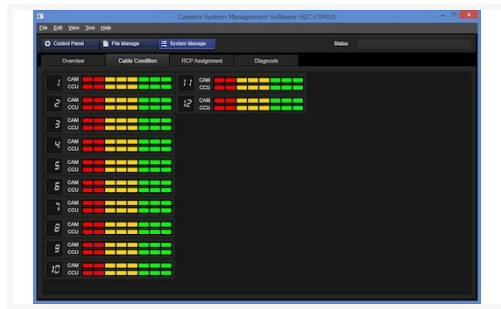 Camera System Management Software HZC-CSM10
File Edit View Tool Help
Control Panel File Manage System Manage Status
Overview Cable Condition RCP Assignment Diagnosis
1 CAM CCU
2 CAM CCU
3 CAM CCU
4 CAM CCU
5 CAM CCU
6 CAM CCU
7 CAM CCU
8 CAM CCU
9 CAM CCU
10 CAM CCU
11 CAM CCU
12 CAM CCU